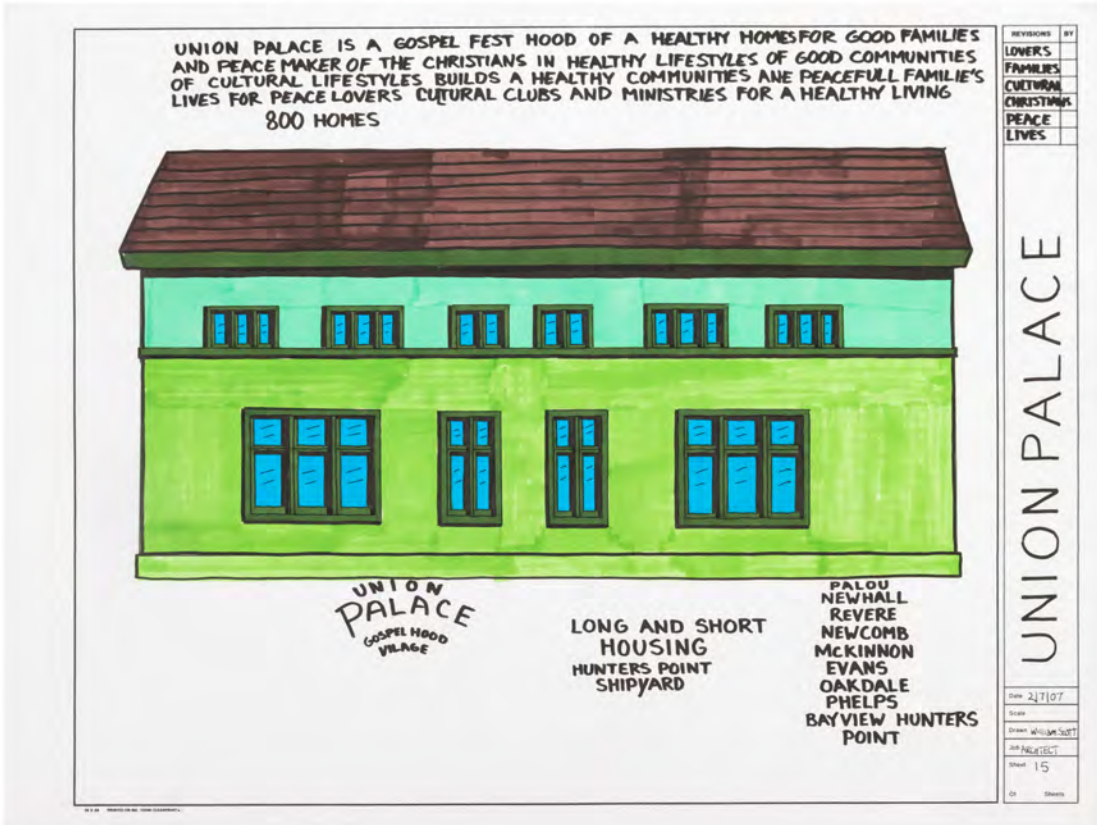 UNION PALACE IS A GOSPEL FEST HOOD OF A HEALTHY HOMES FOR GOOD FAMILIES
AND PEACE MAKER OF THE CHRISTIANS IN HEALTHY LIFESTYLES OF GOOD COMMUNITIES
OF CULTURAL LIFESTYLES BUILDS A HEALTHY COMMUNITIES ANE PEACEFULL FAMILIE'S
LIVES FOR PEACE LOVERS CUTURAL CLUBS AND MINISTRIES FOR A HEALTHY LIVING
800 HOMES
UNION
PALACE
GOSPEL HOOD
VILAGE
LONG AND SHORT
HOUSING
HUNTERS POINT
SHIPYARD
PALOU
NEWHALL
REVERE
NEWCOMB
MCKINNON
EVANS
OAKDALE
PHELPS
BAYVIEW HUNTERS
POINT
REVISIONS BY
LOVERS
FAMILIES
CULTURAL
CHRISTIANS
PEACE
LIVES
UNION PALACE
Date 2/7/07
Scale
Drawn William Scott
Job ARCHITECT
Sheet 15
Of Sheets